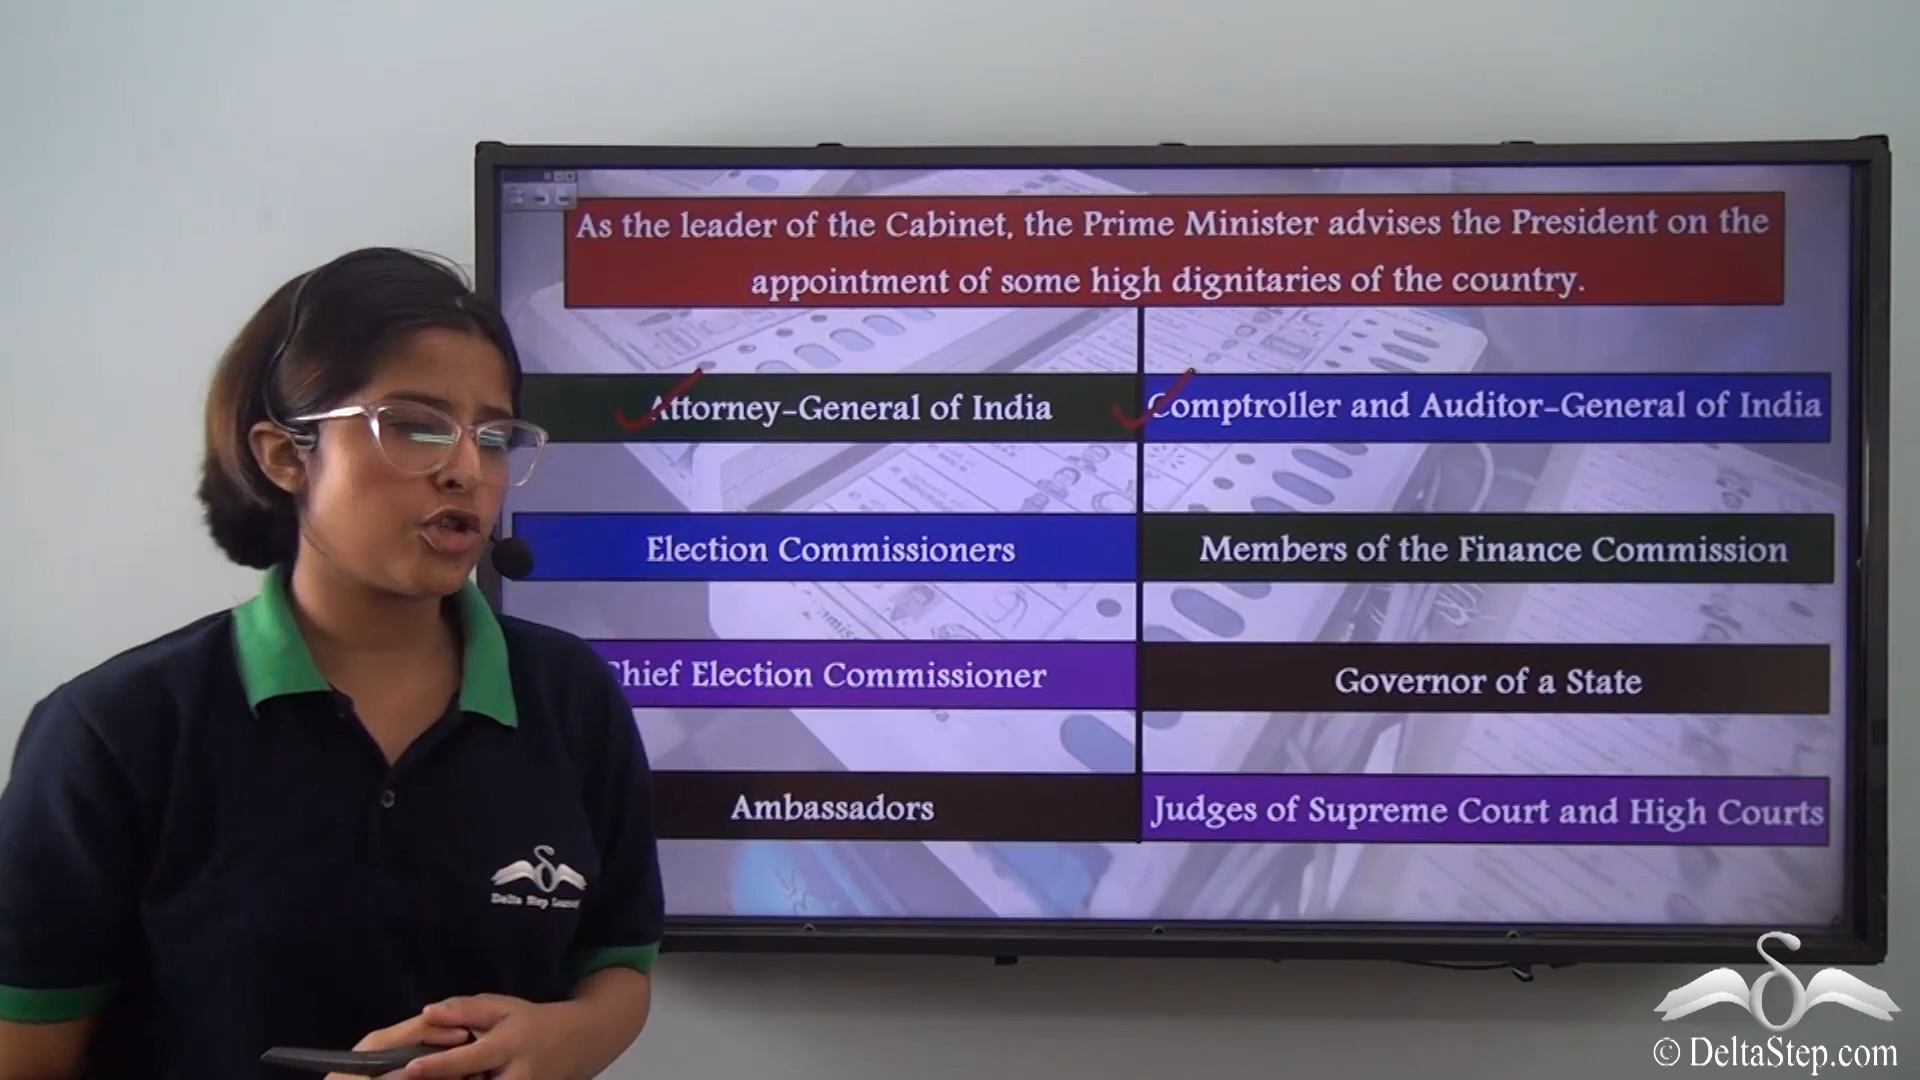 As the leader of the Cabinet, the Prime Minister advises the President on the
appointment of some high dignitaries of the country.
Attorney-General of India
Comptroller and Auditor-General of India
Election Commissioners
Members of the Finance Commission
Chief Election Commissioner
Governor of a State
Ambassadors
Judges of Supreme Court and High Courts
Delta Step
© DeltaStep.com